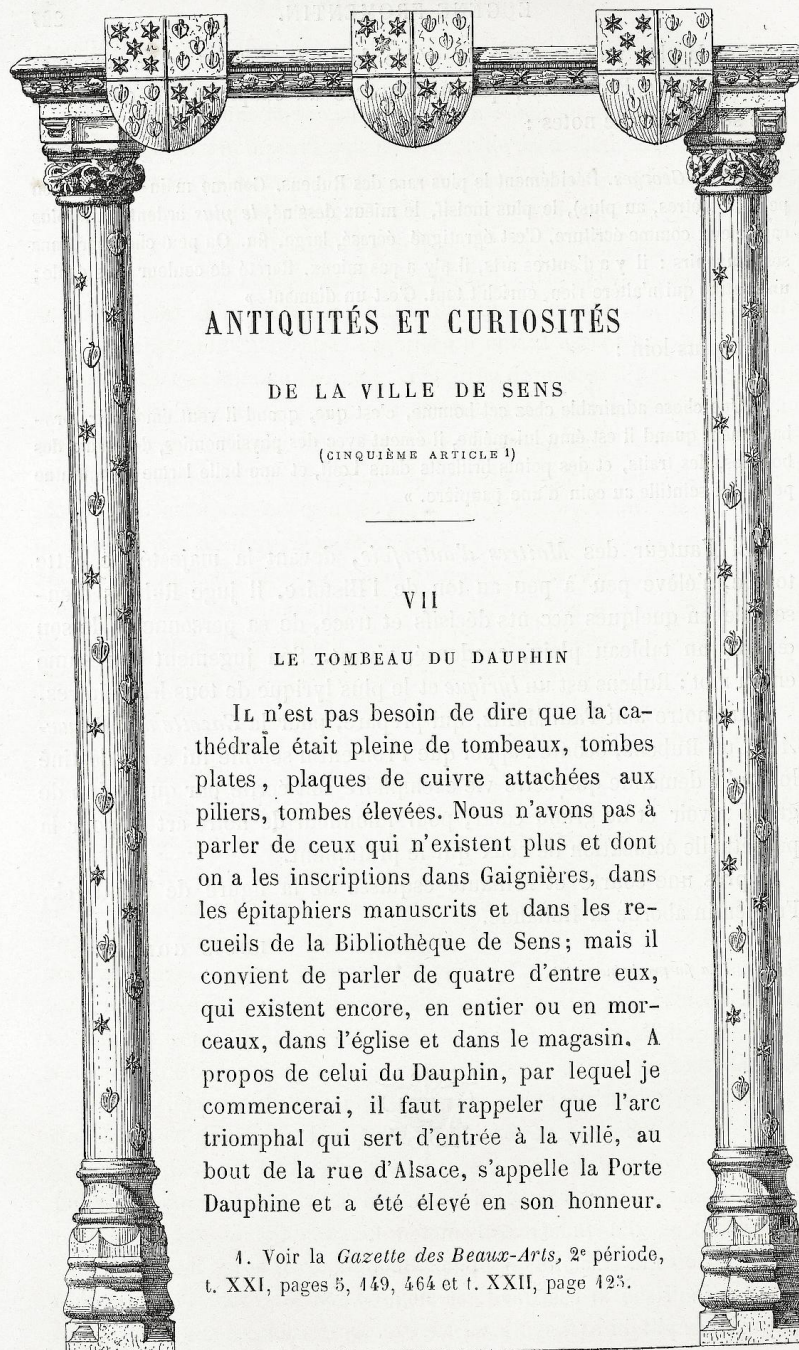 ANTIQUITÉS ET CURIOSITÉS
DE LA VILLE DE SENS
(CINQUIÈME ARTICLE 1)
VII
LE TOMBEAU DU DAUPHIN
IL n'est pas besoin de dire que la ca-
thédrale était pleine de tombeaux, tombes
plates, plaques de cuivre attachées aux
piliers, tombes élevées. Nous n'avons pas à
parler de ceux qui n'existent plus et dont
on a les inscriptions dans Gaignières, dans
les épitaphiers manuscrits et dans les re-
cueils de la Bibliothèque de Sens; mais il
convient de parler de quatre d'entre eux,
qui existent encore, en entier ou en mor-
ceaux, dans l'église et dans le magasin. A
propos de celui du Dauphin, par lequel je
commencerai, il faut rappeler que l'arc
triomphal qui sert d'entrée à la ville, au
bout de la rue d'Alsace, s'appelle la Porte
Dauphine et a été élevé en son honneur.
1. Voir la Gazette des Beaux-Arts, 2e période,
t. XXI, pages 5, 149, 464 et t. XXII, page